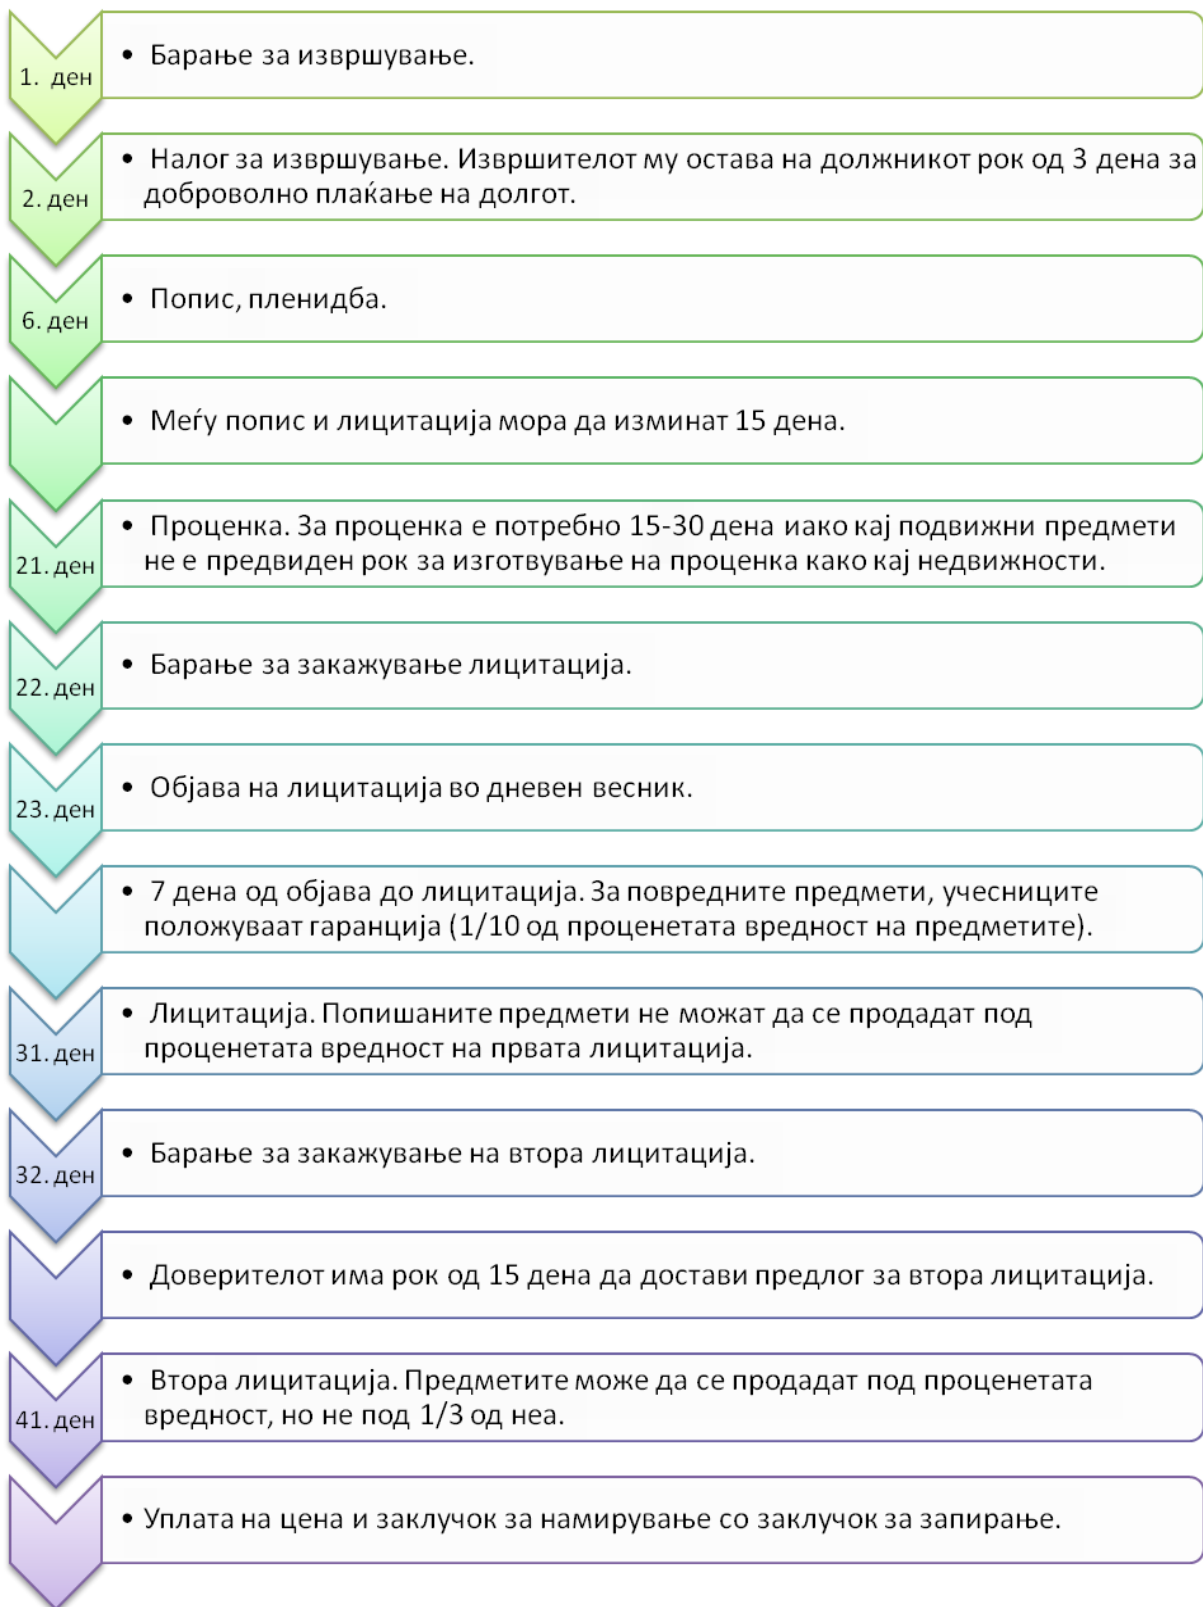 1. ден
• Барање за извршување.
2. ден
• Налог за извршување. Извршителот му остава на должникот рок од 3 дена за
доброволно плаќање на долгот.
6. ден
• Попис, пленидба.
• Меѓу попис и лицитација мора да изминат 15 дена.
21. ден
• Проценка. За проценка е потребно 15-30 дена иако кај подвижни предмети
не е предвиден рок за изготвување на проценка како кај недвижности.
22. ден
• Барање за закажување лицитација.
23. ден
• Објава на лицитација во дневен весник.
• 7 дена од објава до лицитација. За повредните предмети, учесниците
положуваат гаранција (1/10 од проценетата вредност на предметите).
31. ден
• Лицитација. Попишаните предмети не можат да се продадат под
проценетата вредност на првата лицитација.
32. ден
• Барање за закажување на втора лицитација.
• Доверителот има рок од 15 дена да достави предлог за втора лицитација.
41. ден
• Втора лицитација. Предметите може да се продадат под проценетата
вредност, но не под 1/3 од неа.
• Уплата на цена и заклучок за намирување со заклучок за запирање.